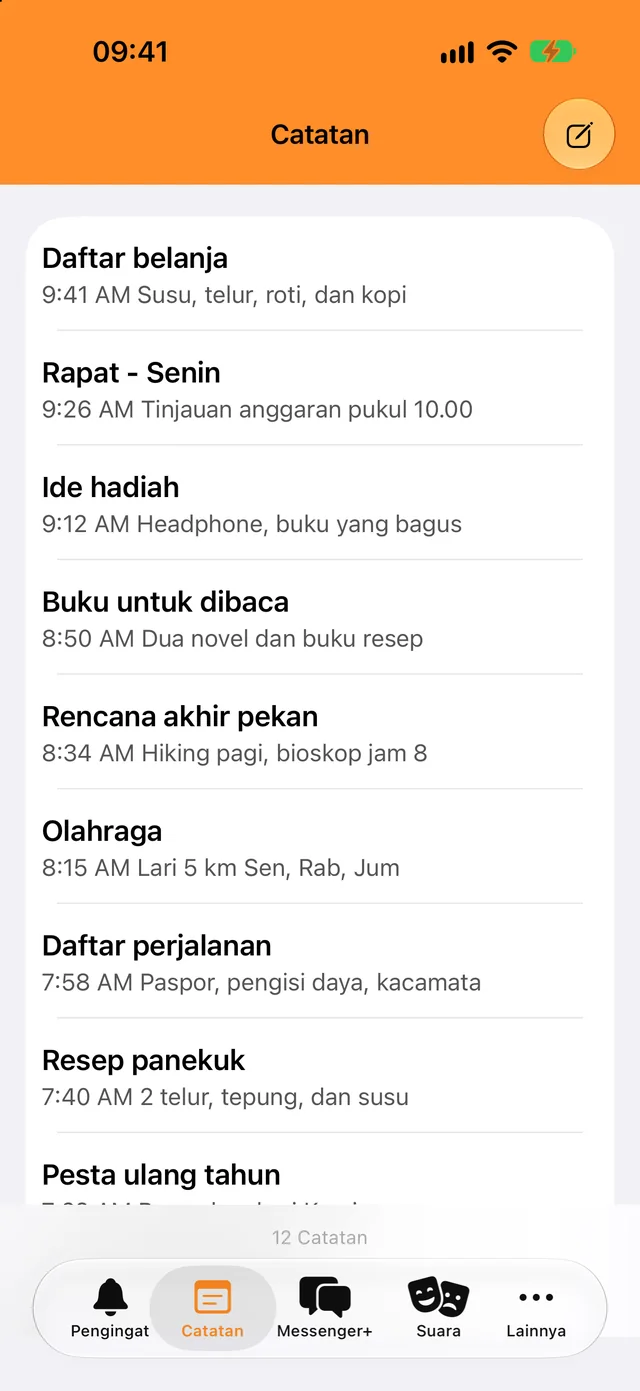 09:41
Catatan
Daftar belanja
9:41 AM Susu, telur, roti, dan kopi
Rapat - Senin
9:26 AM Tinjauan anggaran pukul 10.00
Ide hadiah
9:12 AM Headphone, buku yang bagus
Buku untuk dibaca
8:50 AM Dua novel dan buku resep
Rencana akhir pekan
8:34 AM Hiking pagi, bioskop jam 8
Olahraga
8:15 AM Lari 5 km Sen, Rab, Jum
Daftar perjalanan
7:58 AM Paspor, pengisi daya, kacamata
Resep panekuk
7:40 AM 2 telur, tepung, dan susu
Pesta ulang tahun
12 Catatan
Pengingat Catatan Messenger+ Suara Lainnya